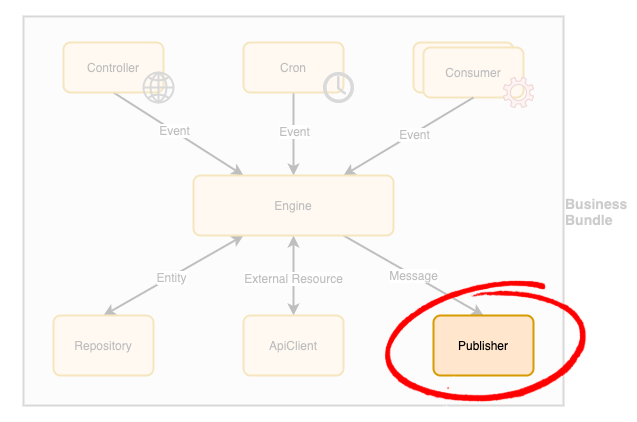 Controller
Cron
Consumer
Event
Event
Event
Engine
Business
Bundle
Entity
External Resource
Message
Repository
ApiClient
Publisher